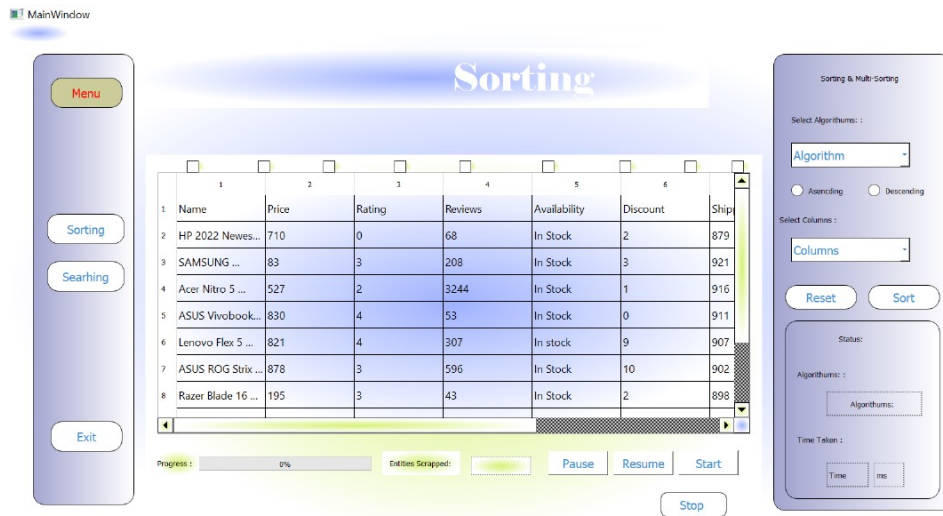 MainWindow
Menu
Sorting
Searhing
Exit
Sorting
1 2 3 4 5 6
1 Name Price Rating Reviews Availability Discount Ship
2 HP 2022 Newes... 710 0 68 In Stock 2 879
3 SAMSUNG ... 83 3 208 In Stock 3 921
4 Acer Nitro 5 ... 527 2 3244 In Stock 1 916
5 ASUS Vivobook... 830 4 53 In Stock 0 911
6 Lenovo Flex 5 ... 821 4 307 In stock 9 907
7 ASUS ROG Strix ... 878 3 596 In Stock 10 902
8 Razer Blade 16 ... 195 3 43 In Stock 2 898
Progress : 0% Entities Scrapped: Pause Resume Start
Stop
Sorting & Multi-Sorting
Select Algorithums: :
Algorithm
Asencding Descending
Select Columns :
Columns
Reset Sort
Status:
Algorithums: :
Algorithums:
Time Taken :
Time ms